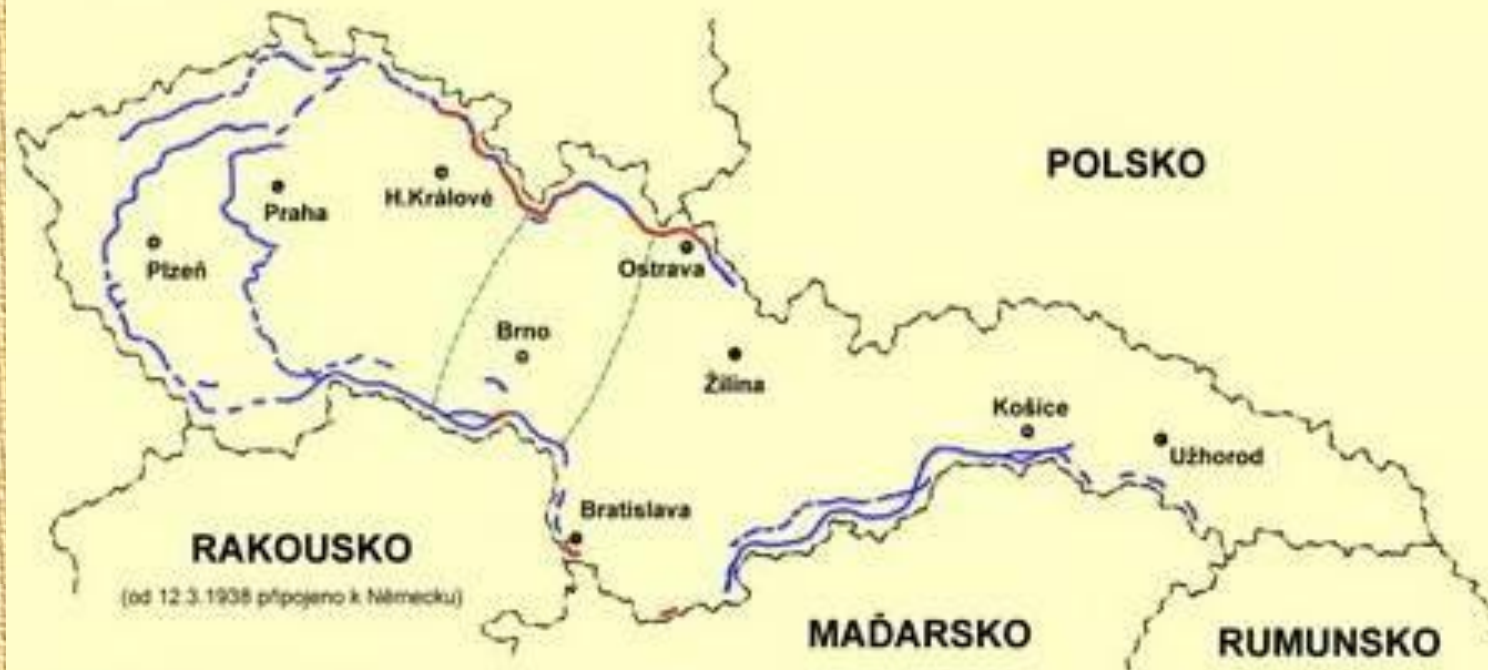 POLSKO
H.Králové
Praha
Plzeň
Ostrava
Brno
Žilina
Košice
Užhorod
Bratislava
RAKOUSKO
(od 12.3.1938 připojeno k Německu)
MAĎARSKO
RUMUNSKO